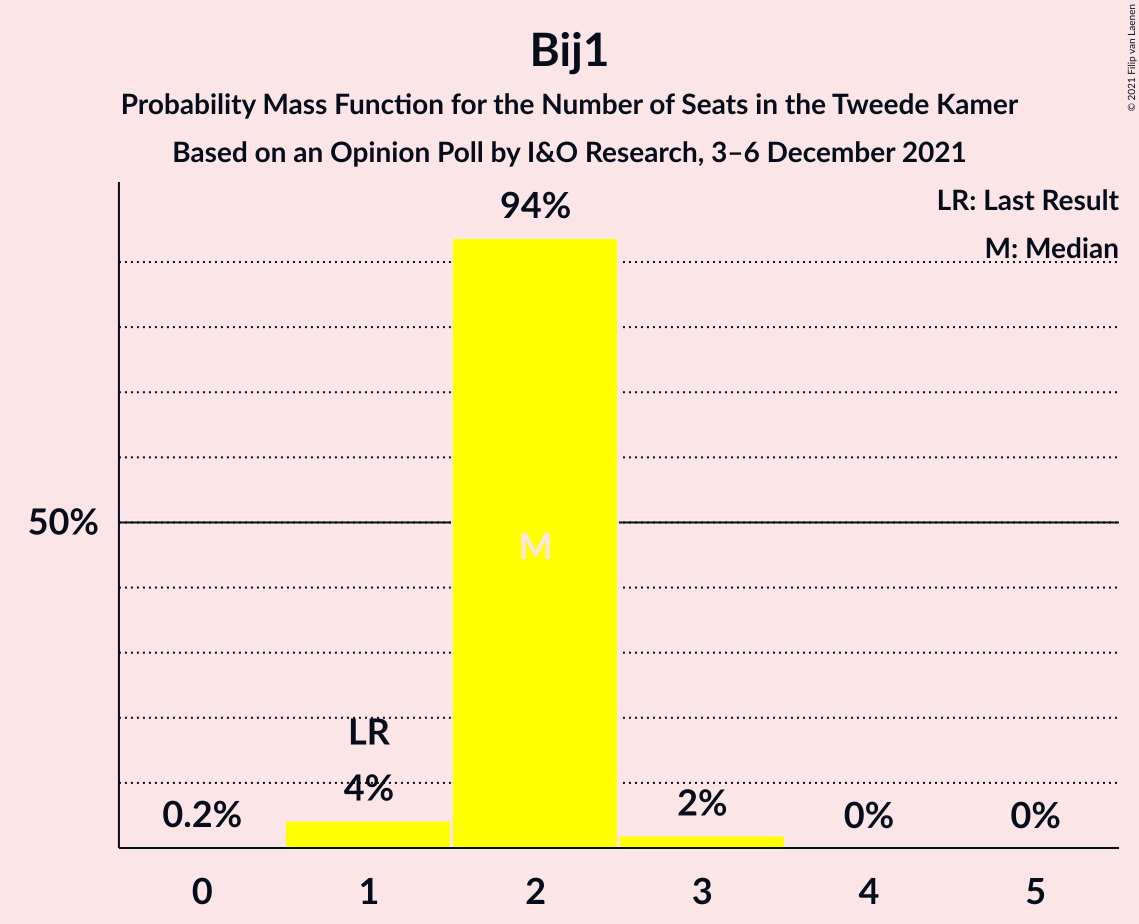 Bij1
Probability Mass Function for the Number of Seats in the Tweede Kamer
Based on an Opinion Poll by I&O Research, 3–6 December 2021
© 2021 Filip van Laenen
LR: Last Result
M: Median
94%
50%
M
LR
0.2%
4%
2%
0%
0%
0
1
2
3
4
5